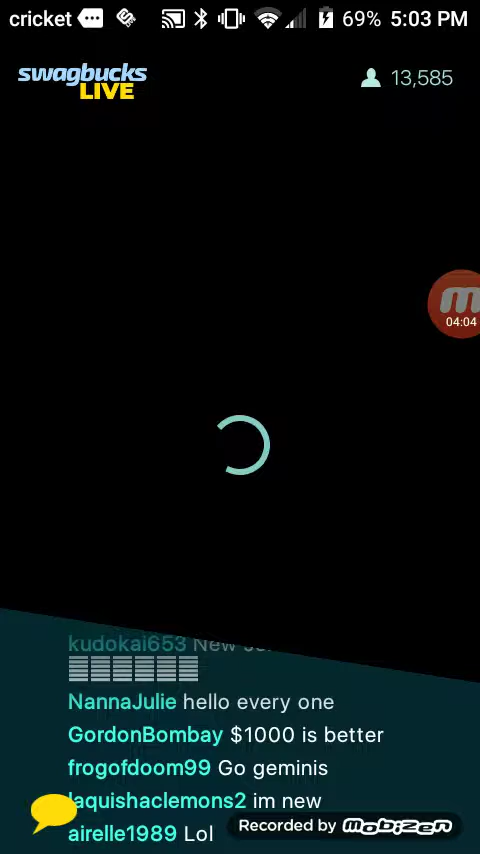 cricket 69% 5:03 PM
swagbucks
LIVE
13,585
04:04
kudokai653 New
NannaJulie hello every one
GordonBombay $1000 is better
frogofdoom99 Go geminis
laquishaclemons2 im new
airelle1989 Lol
Recorded by mobizen